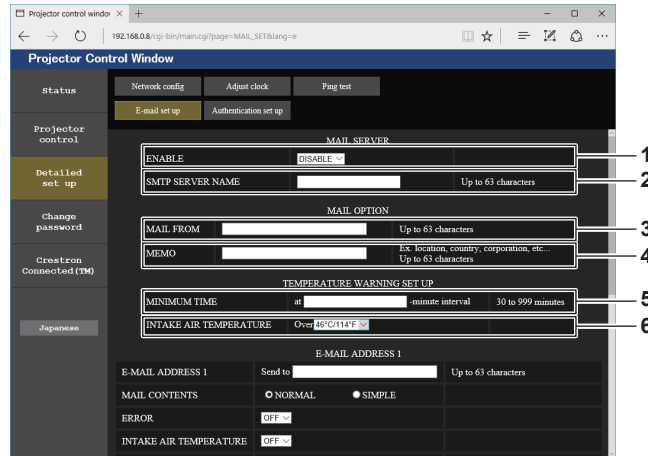 Projector control windov
192.168.0.8/cgi-bin/main.cgi?page=MAIL_SET&lang=e
Projector Control Window
Status
Network config
Adjust clock
Ping test
E-mail set up
Authentication set up
Projector
control
Detailed
set up
Change
password
Crestron
Connected(TM)
Japanese
MAIL SERVER
ENABLE DISABLE 1
SMTP SERVER NAME Up to 63 characters 2
MAIL OPTION
MAIL FROM Up to 63 characters 3
MEMO Ex. location, country, corporation, etc... 4
Up to 63 characters
TEMPERATURE WARNING SET UP
MINIMUM TIME at -minute interval 30 to 999 minutes 5
INTAKE AIR TEMPERATURE Over 46°C/114°F 6
E-MAIL ADDRESS 1
E-MAIL ADDRESS 1 Send to Up to 63 characters
MAIL CONTENTS NORMAL SIMPLE
ERROR OFF
INTAKE AIR TEMPERATURE OFF